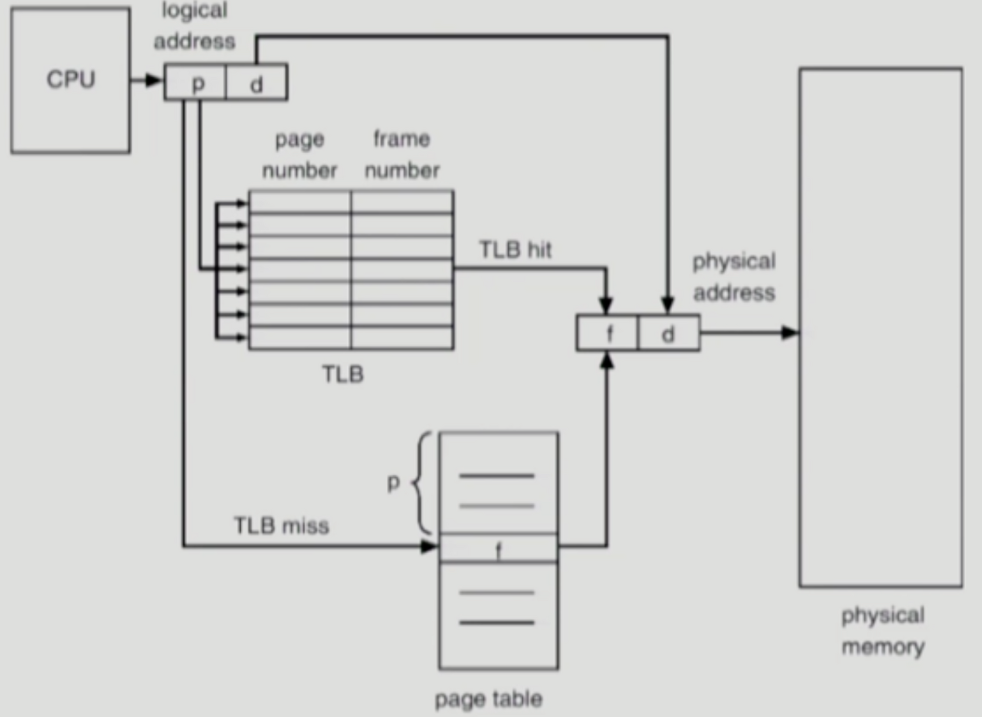 logical
address
CPU
p
d
page
number
frame
number
TLB hit
physical
address
f
d
TLB
p
TLB miss
f
physical
memory
page table